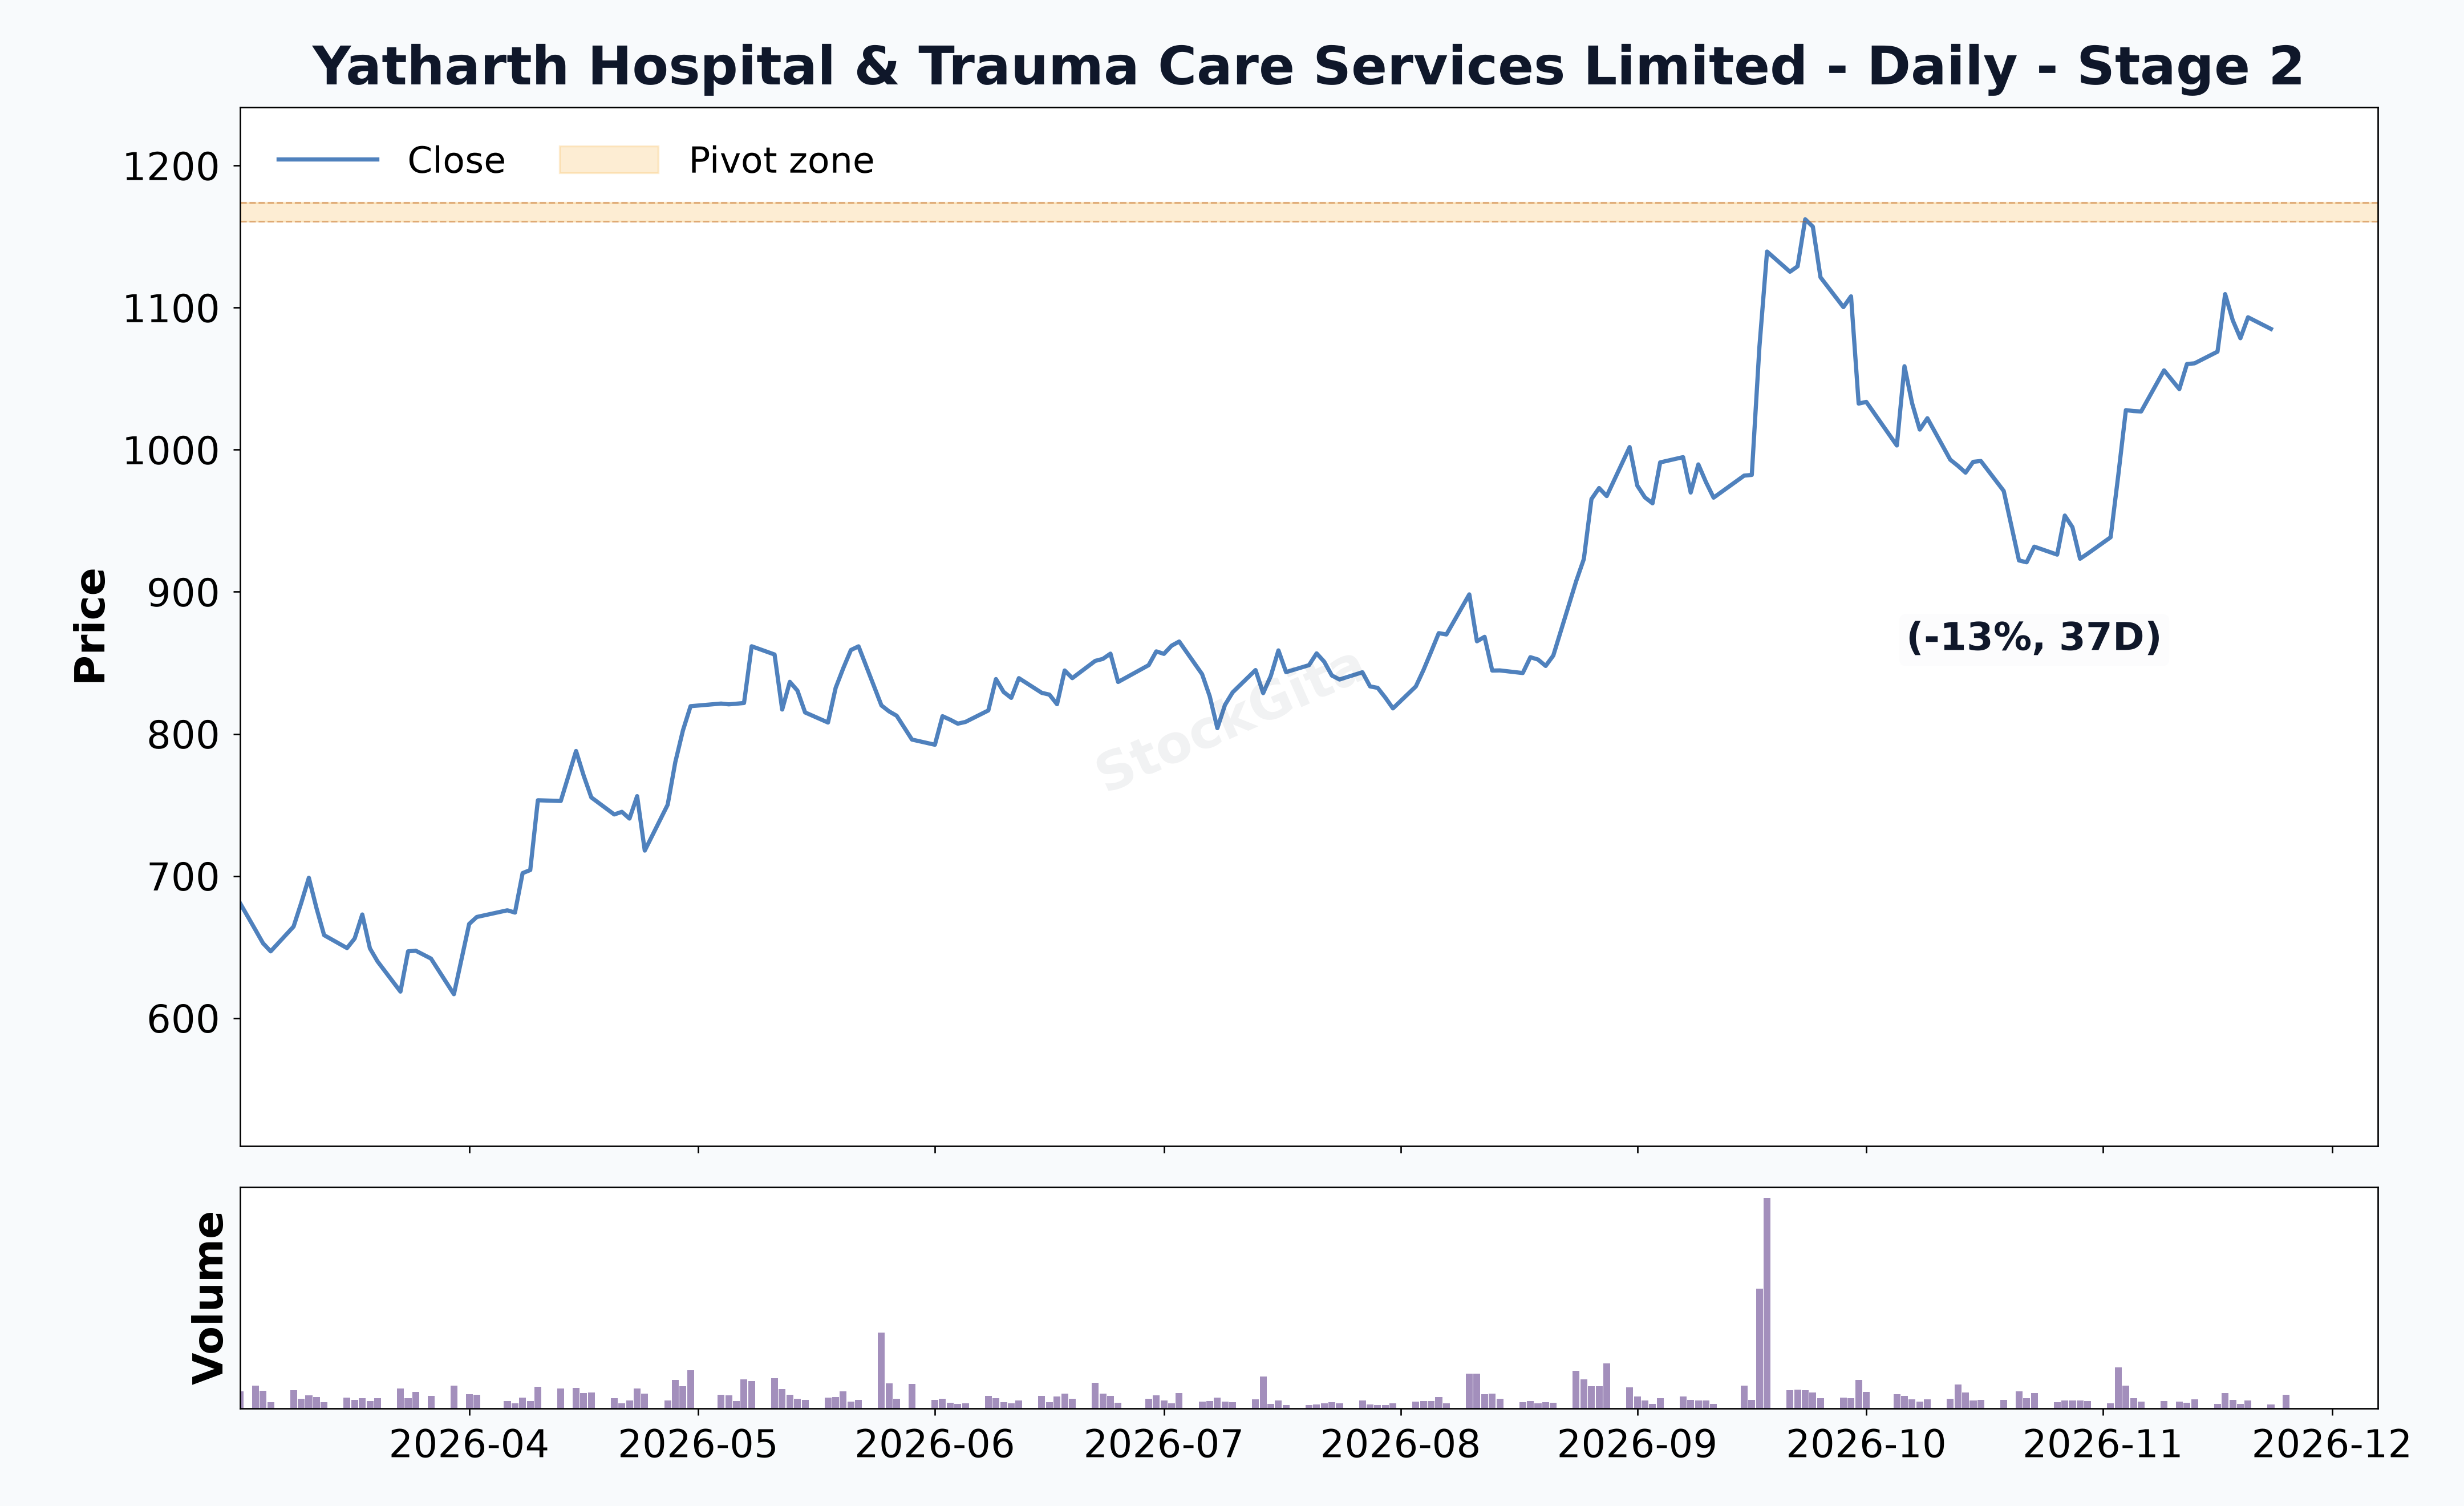 Yatharth Hospital & Trauma Care Services Limited - Daily - Stage 2
Close
Pivot zone
1200
1100
1000
900
800
700
600
Price
(-13%, 37D)
StockGita
Volume
2026-04
2026-05
2026-06
2026-07
2026-08
2026-09
2026-10
2026-11
2026-12